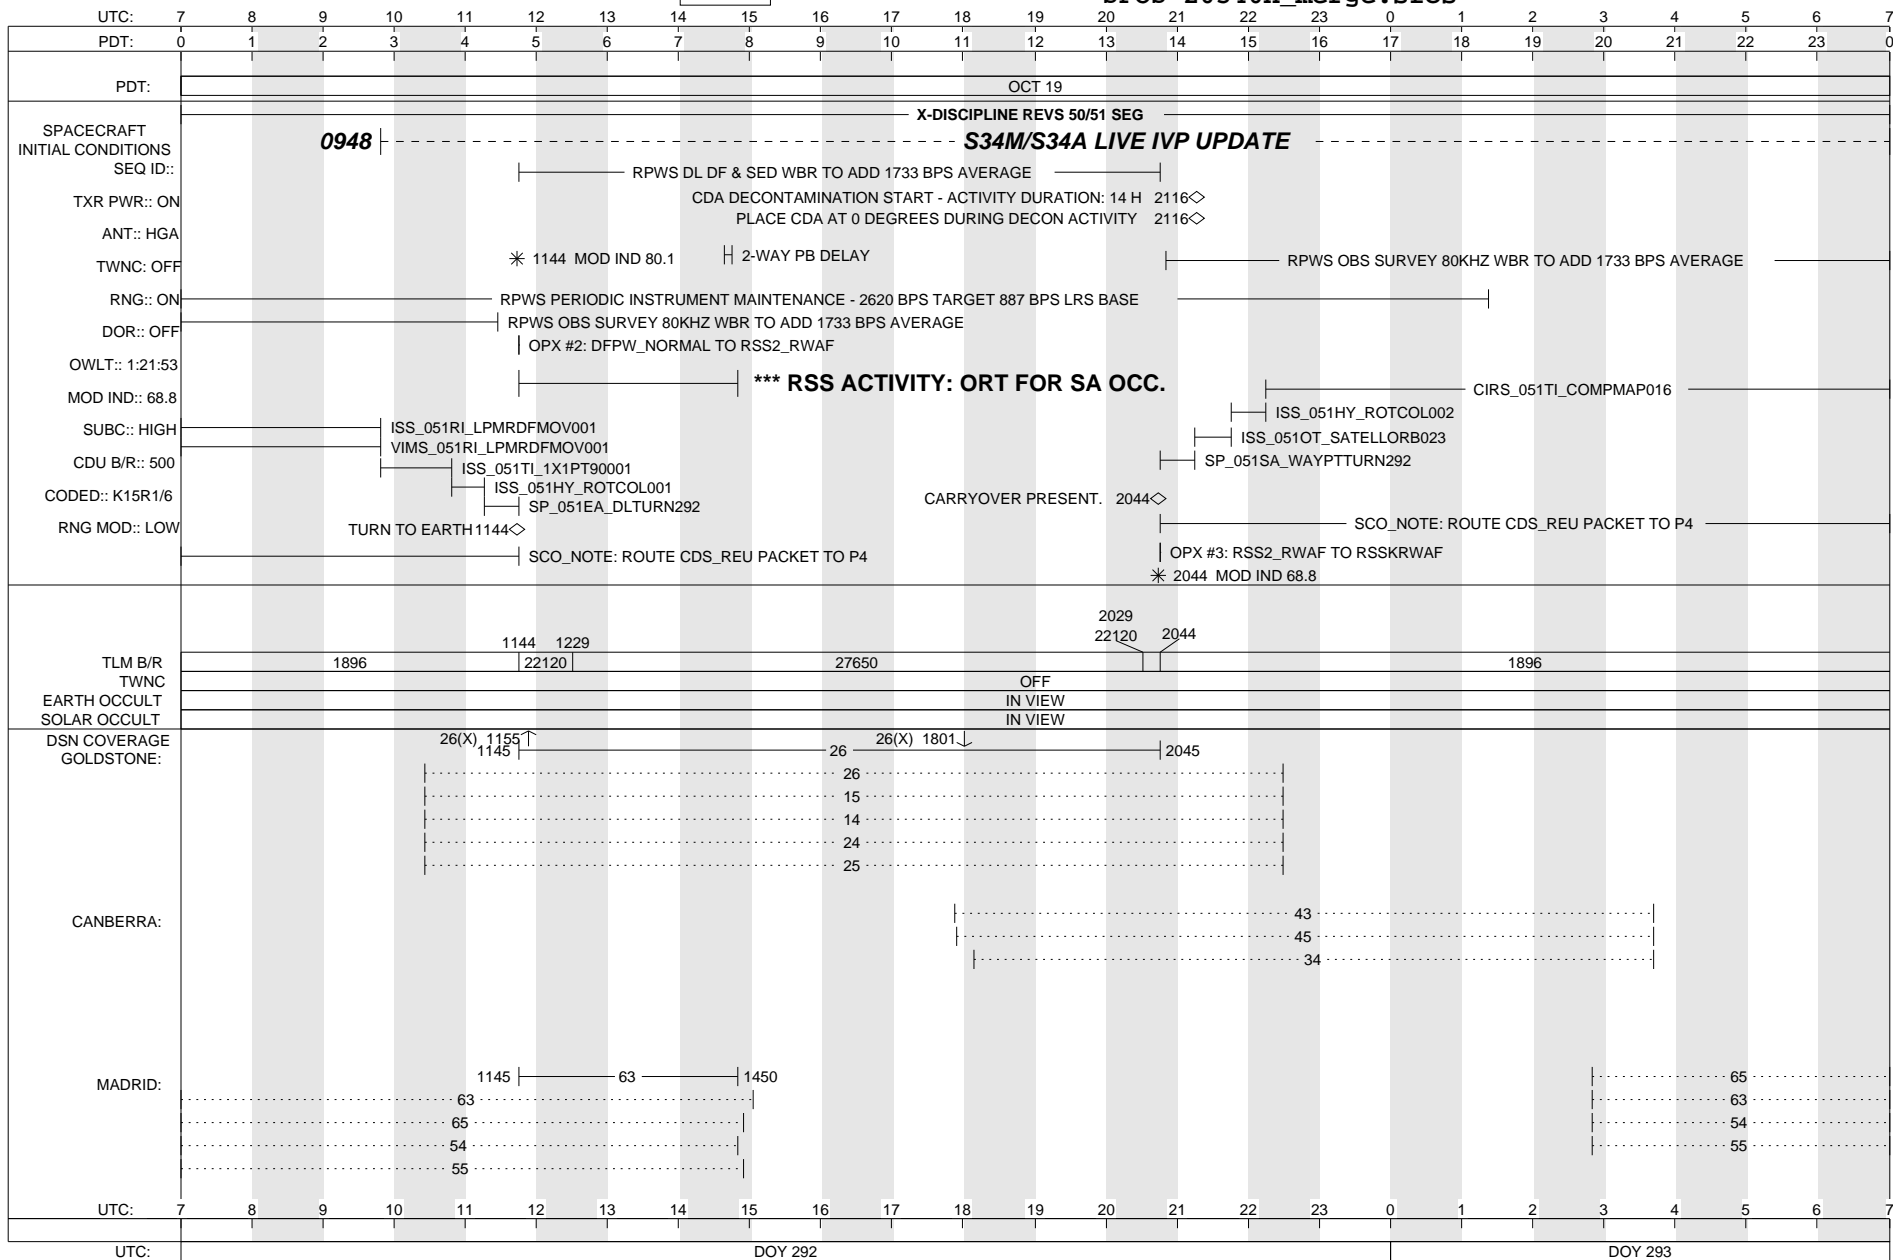 UTC: 7 8 9 10 11 12 13 14 15 16 17 18 19 20 21 22 23 0 1 2 3 4 5 6 7
PDT: 0 1 2 3 4 5 6 7 8 9 10 11 12 13 14 15 16 17 18 19 20 21 22 23 0
PDT: OCT 19
X-DISCIPLINE REVS 50/51 SEG
SPACECRAFT
INITIAL CONDITIONS
0948 S34M/S34A LIVE IVP UPDATE
SEQ ID::
RPWS DL DF & SED WBR TO ADD 1733 BPS AVERAGE
TXR PWR:: ON
CDA DECONTAMINATION START - ACTIVITY DURATION: 14 H 2116
PLACE CDA AT 0 DEGREES DURING DECON ACTIVITY 2116
ANT:: HGA
1144 MOD IND 80.1
2-WAY PB DELAY
TWNC: OFF
RPWS OBS SURVEY 80KHZ WBR TO ADD 1733 BPS AVERAGE
RNG:: ON
RPWS PERIODIC INSTRUMENT MAINTENANCE - 2620 BPS TARGET 887 BPS LRS BASE
RPWS OBS SURVEY 80KHZ WBR TO ADD 1733 BPS AVERAGE
DOR:: OFF
OPX #2: DFPW_NORMAL TO RSS2_RWAF
OWLT:: 1:21:53
*** RSS ACTIVITY: ORT FOR SA OCC.
CIRS_051TI_COMPMAP016
MOD IND:: 68.8
ISS_051HY_ROTCOL002
SUBC:: HIGH
ISS_051RI_LPMRDFMOV001
ISS_051OT_SATELLORB023
VIMS_051RI_LPMRDFMOV001
CDU B/R:: 500
ISS_051TI_1X1PT90001
SP_051SA_WAYPTTURN292
ISS_051HY_ROTCOL001
CODED:: K15R1/6
SP_051EA_DLTURN292
CARRYOVER PRESENT. 2044
RNG MOD:: LOW
TURN TO EARTH 1144
SCO_NOTE: ROUTE CDS_REU PACKET TO P4
SCO_NOTE: ROUTE CDS_REU PACKET TO P4
OPX #3: RSS2_RWAF TO RSSKRWAF
2044 MOD IND 68.8
2029
1144 1229 22120 2044
TLM B/R 1896 22120 27650 1896
TWNC OFF
EARTH OCCULT IN VIEW
SOLAR OCCULT IN VIEW
DSN COVERAGE
26(X) 1155 26(X) 1801
GOLDSTONE: 1145 26 2045
26
15
14
24
25
CANBERRA: 43
45
34
MADRID: 1145 63 1450 65
63 63
65 54
54 55
55
UTC: 7 8 9 10 11 12 13 14 15 16 17 18 19 20 21 22 23 0 1 2 3 4 5 6 7
UTC: DOY 292 DOY 293